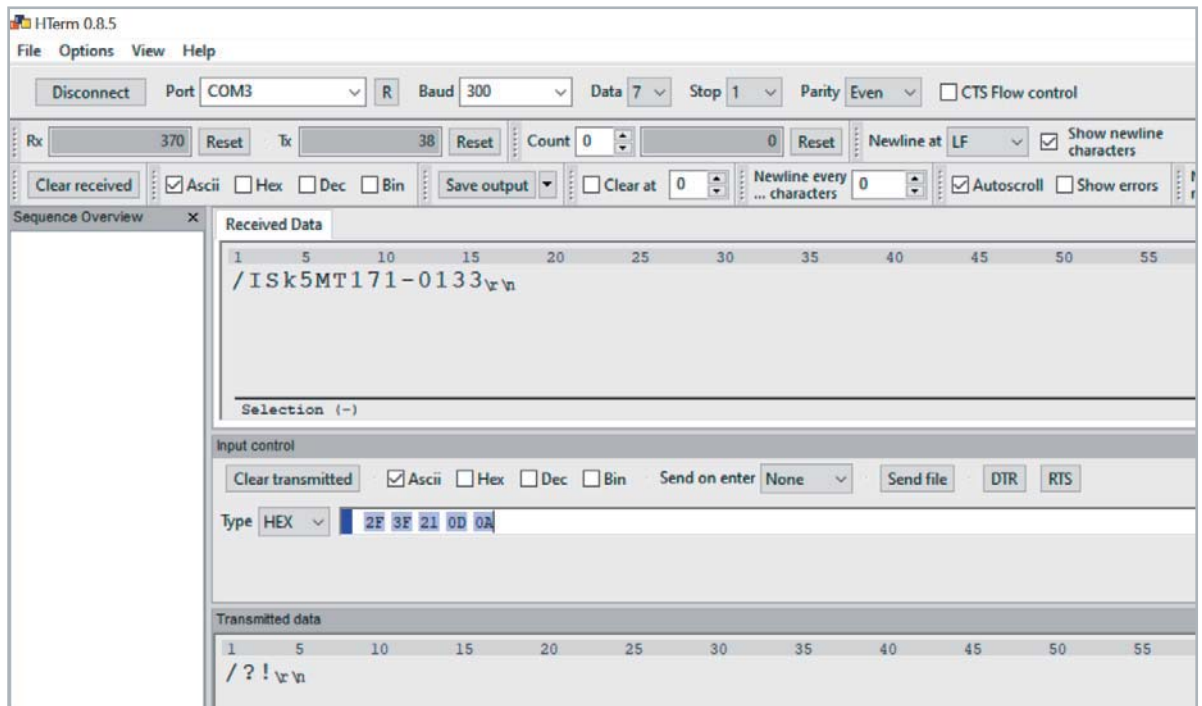 HTerm 0.8.5
File Options View Help
Disconnect Port COM3 R Baud 300 Data 7 Stop 1 Parity Even CTS Flow control
Rx 370 Reset Tx 38 Reset Count 0 0 Reset Newline at LF Show newline characters
Clear received Ascii Hex Dec Bin Save output Clear at 0 Newline every ... characters 0 Autoscroll Show errors
Sequence Overview X Received Data
1 5 10 15 20 25 30 35 40 45 50 55
/ISk5MT171-0133\r\n
Selection (-)
Input control
Clear transmitted Ascii Hex Dec Bin Send on enter None Send file DTR RTS
Type HEX 2F 3F 21 0D 0A
Transmitted data
1 5 10 15 20 25 30 35 40 45 50 55
/?!\r\n